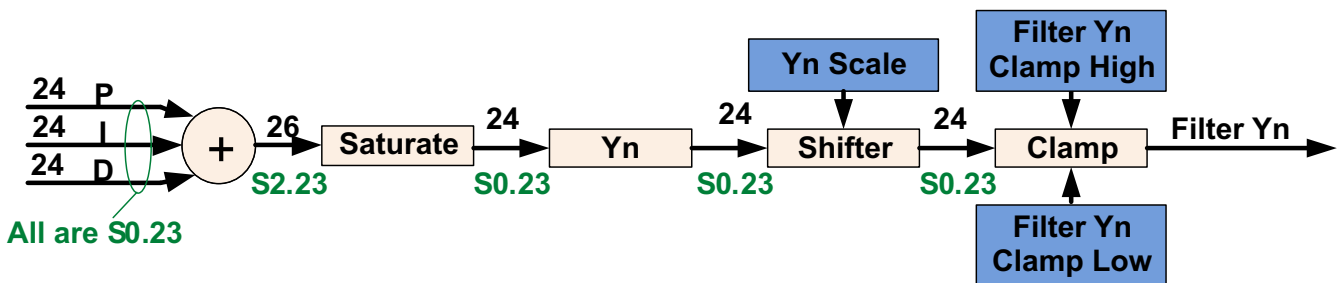 Filter Yn
Clamp High
Yn Scale
24 P
24 I
24 D
+
26
S2.23
Saturate
24
S0.23
Yn
24
S0.23
Shifter
24
S0.23
Clamp
Filter Yn
All are S0.23
Filter Yn
Clamp Low